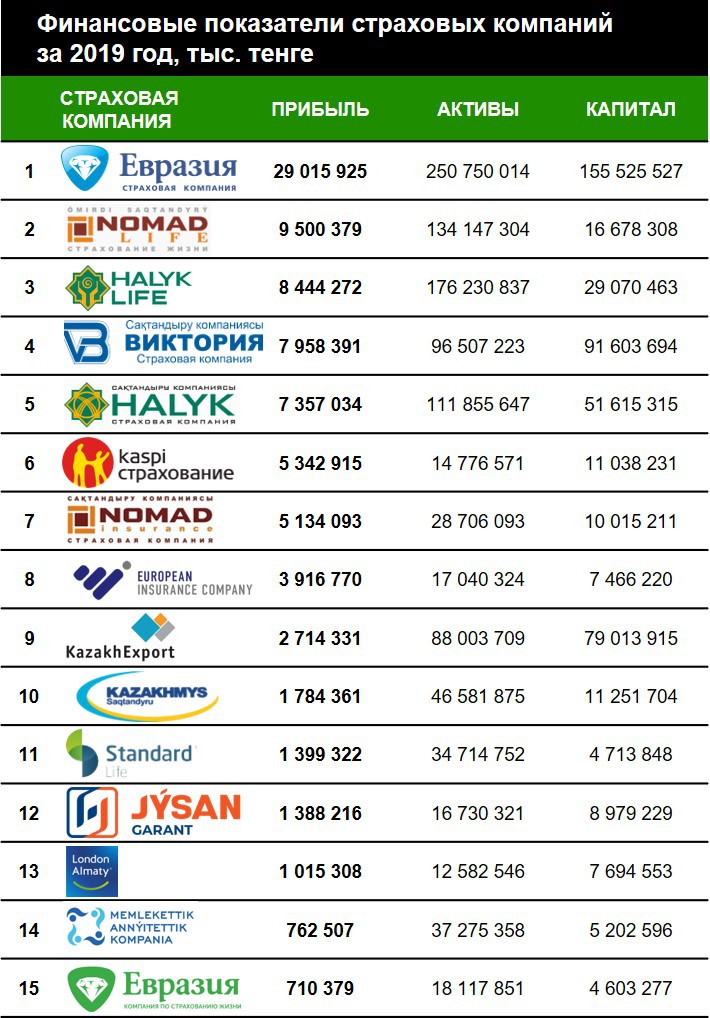 Финансовые показатели страховых компаний
за 2019 год, тыс. тенге
СТРАХОВАЯ
КОМПАНИЯ ПРИБЫЛЬ АКТИВЫ КАПИТАЛ
1 Евразия 29 015 925 250 750 014 155 525 527
СТРАХОВАЯ КОМПАНИЯ
ÓMIRDI SAQTANDYRÝ
2 NOMAD LIFE 9 500 379 134 147 304 16 678 308
СТРАХОВАНИЕ ЖИЗНИ
3 HALYK LIFE 8 444 272 176 230 837 29 070 463
Сақтандыру компаниясы
4 ВИКТОРИЯ 7 958 391 96 507 223 91 603 694
Страховая компания
САҚТАНДЫРУ КОМПАНИЯСЫ
5 HALYK 7 357 034 111 855 647 51 615 315
СТРАХОВАЯ КОМПАНИЯ
6 kaspi страхование 5 342 915 14 776 571 11 038 231
САҚТАНДЫРУ КОМПАНИЯСЫ
7 NOMAD insurance 5 134 093 28 706 093 10 015 211
СТРАХОВАЯ КОМПАНИЯ
8 EUROPEAN INSURANCE COMPANY 3 916 770 17 040 324 7 466 220
9 KazakhExport 2 714 331 88 003 709 79 013 915
10 KAZAKHMYS Saqtandyru 1 784 361 46 581 875 11 251 704
11 Standard Life 1 399 322 34 714 752 4 713 848
12 JÝSAN GARANT 1 388 216 16 730 321 8 979 229
13 London Almaty 1 015 308 12 582 546 7 694 553
14 MEMLEKETTIK ANNÝITETTIK KOMPANIA 762 507 37 275 358 5 202 596
15 Евразия 710 379 18 117 851 4 603 277
КОМПАНИЯ ПО СТРАХОВАНИЮ ЖИЗНИ